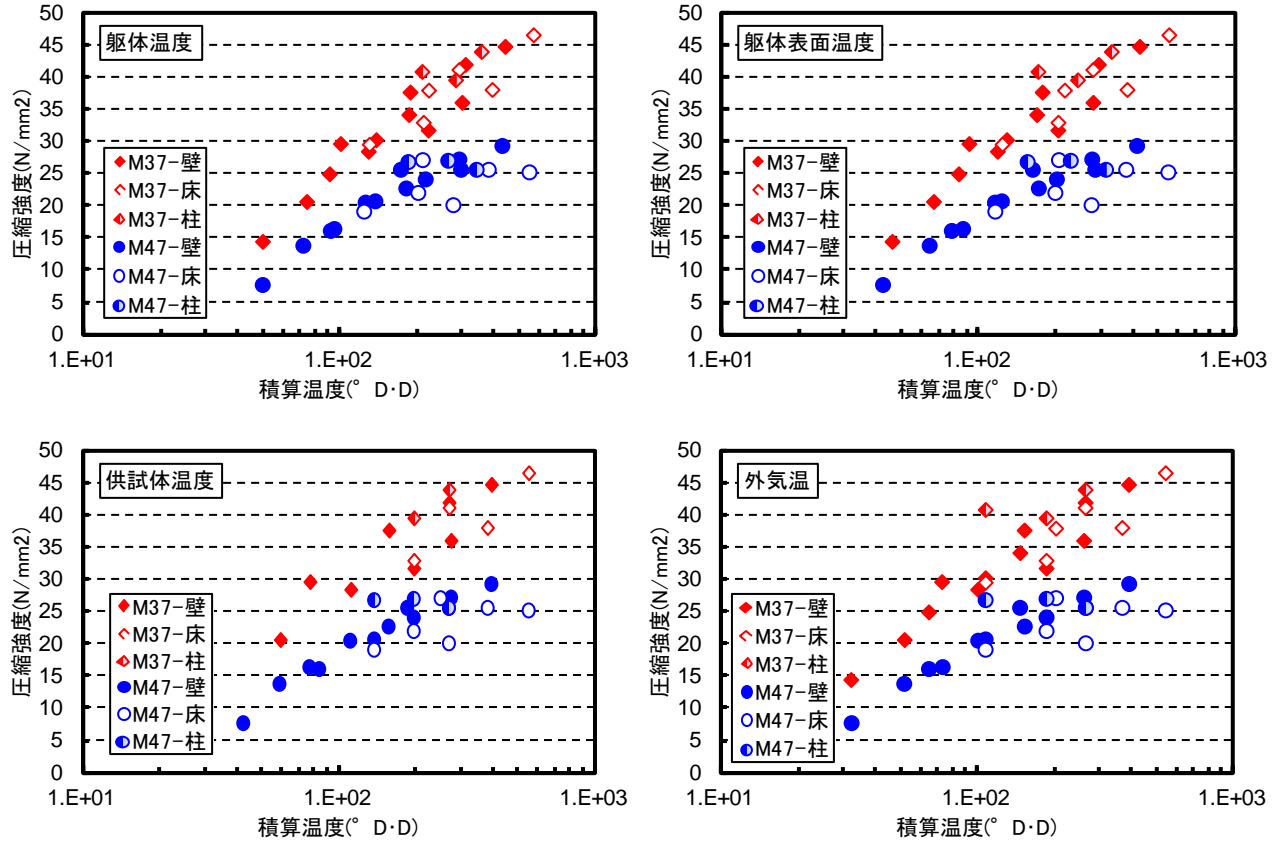 躯体温度
圧縮強度(N/mm2)
50
45
40
35
30
25
20
15
10
5
0
M37-壁
M37-床
M37-柱
M47-壁
M47-床
M47-柱
1.E+01
1.E+02
1.E+03
積算温度(°D・D)
躯体表面温度
圧縮強度(N/mm2)
50
45
40
35
30
25
20
15
10
5
0
M37-壁
M37-床
M37-柱
M47-壁
M47-床
M47-柱
1.E+01
1.E+02
1.E+03
積算温度(°D・D)
供試体温度
圧縮強度(N/mm2)
50
45
40
35
30
25
20
15
10
5
0
M37-壁
M37-床
M37-柱
M47-壁
M47-床
M47-柱
1.E+01
1.E+02
1.E+03
積算温度(°D・D)
外気温
圧縮強度(N/mm2)
50
45
40
35
30
25
20
15
10
5
0
M37-壁
M37-床
M37-柱
M47-壁
M47-床
M47-柱
1.E+01
1.E+02
1.E+03
積算温度(°D・D)